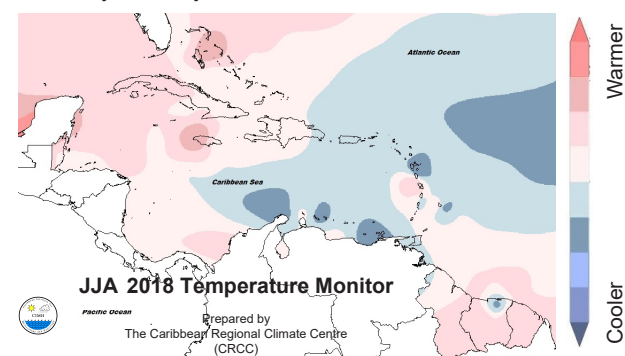 Atlantic Ocean
Caribbean Sea
JJA 2018 Temperature Monitor
Pacific Ocean
Prepared by
The Caribbean Regional Climate Centre
(CRCC)
CIMH
Warmer
Cooler